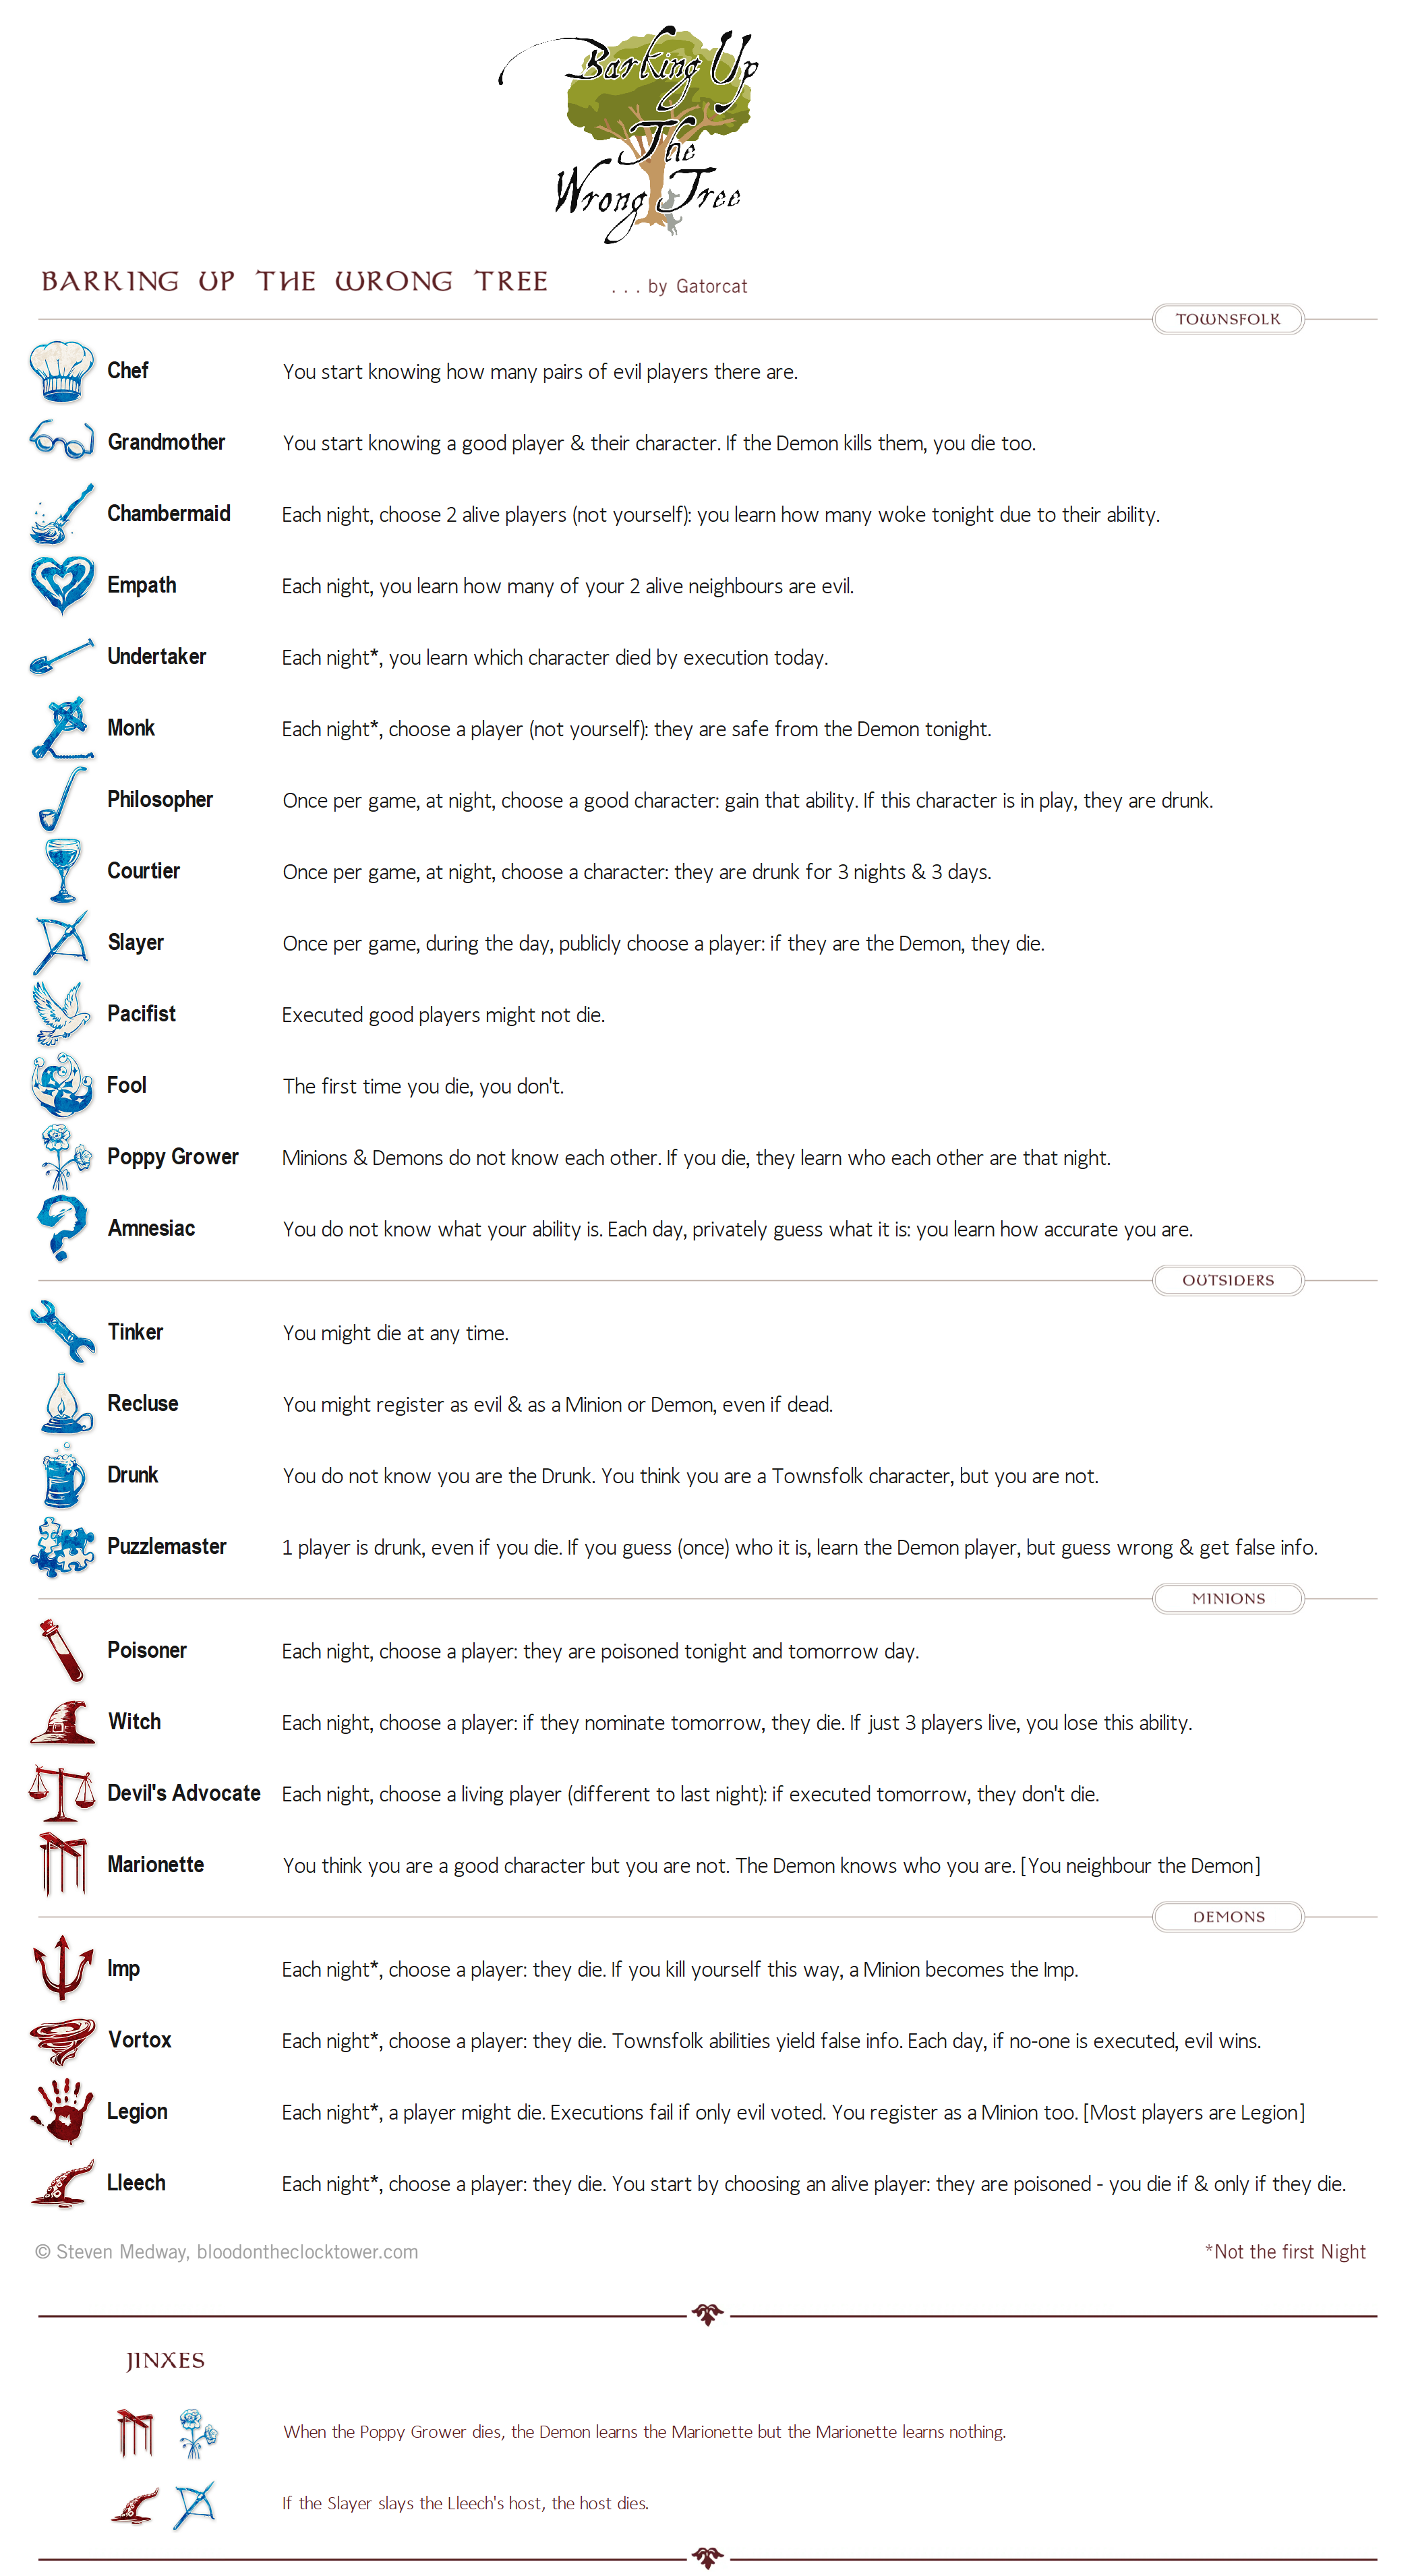 Barking Up
The
Wrong Tree
BARKING UP THE WRONG TREE . . . by Gatorcat
TOWNSFOLK
Chef You start knowing how many pairs of evil players there are.
Grandmother You start knowing a good player & their character. If the Demon kills them, you die too.
Chambermaid Each night, choose 2 alive players (not yourself): you learn how many woke tonight due to their ability.
Empath Each night, you learn how many of your 2 alive neighbours are evil.
Undertaker Each night*, you learn which character died by execution today.
Monk Each night*, choose a player (not yourself): they are safe from the Demon tonight.
Philosopher Once per game, at night, choose a good character: gain that ability. If this character is in play, they are drunk.
Courtier Once per game, at night, choose a character: they are drunk for 3 nights & 3 days.
Slayer Once per game, during the day, publicly choose a player: if they are the Demon, they die.
Pacifist Executed good players might not die.
Fool The first time you die, you don't.
Poppy Grower Minions & Demons do not know each other. If you die, they learn who each other are that night.
Amnesiac You do not know what your ability is. Each day, privately guess what it is: you learn how accurate you are.
OUTSIDERS
Tinker You might die at any time.
Recluse You might register as evil & as a Minion or Demon, even if dead.
Drunk You do not know you are the Drunk. You think you are a Townsfolk character, but you are not.
Puzzlemaster 1 player is drunk, even if you die. If you guess (once) who it is, learn the Demon player, but guess wrong & get false info.
MINIONS
Poisoner Each night, choose a player: they are poisoned tonight and tomorrow day.
Witch Each night, choose a player: if they nominate tomorrow, they die. If just 3 players live, you lose this ability.
Devil's Advocate Each night, choose a living player (different to last night): if executed tomorrow, they don't die.
Marionette You think you are a good character but you are not. The Demon knows who you are. [You neighbour the Demon]
DEMONS
Imp Each night*, choose a player: they die. If you kill yourself this way, a Minion becomes the Imp.
Vortox Each night*, choose a player: they die. Townsfolk abilities yield false info. Each day, if no-one is executed, evil wins.
Legion Each night*, a player might die. Executions fail if only evil voted. You register as a Minion too. [Most players are Legion]
Lleech Each night*, choose a player: they die. You start by choosing an alive player: they are poisoned - you die if & only if they die.
© Steven Medway, bloodontheclocktower.com *Not the first Night
JINXES
When the Poppy Grower dies, the Demon learns the Marionette but the Marionette learns nothing.
If the Slayer slays the Lleech's host, the host dies.